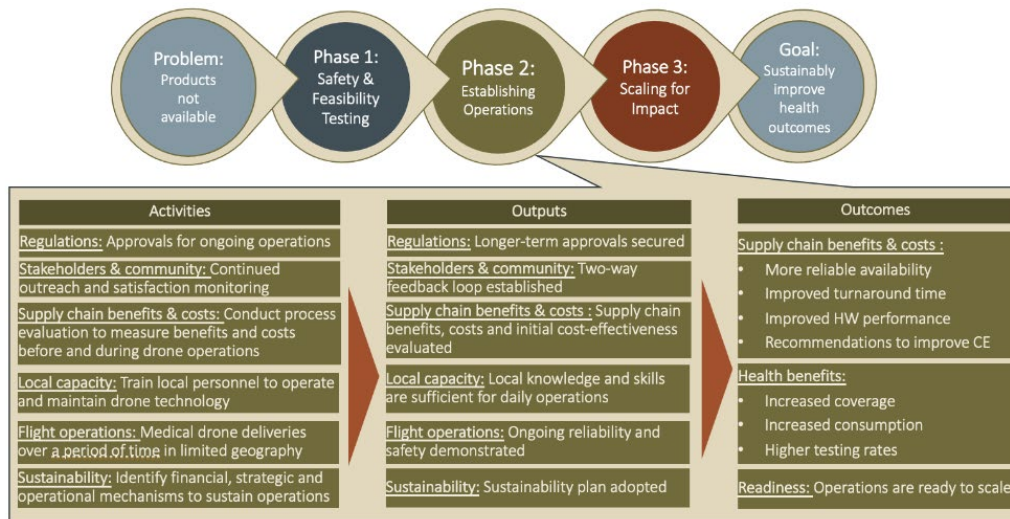 Problem:
Products
not
available
Phase 1:
Safety &
Feasibility
Testing
Phase 2:
Establishing
Operations
Phase 3:
Scaling for
Impact
Goal:
Sustainably
improve
health
outcomes
Activities
Regulations: Approvals for ongoing operations
Stakeholders & community: Continued
outreach and satisfaction monitoring
Supply chain benefits & costs: Conduct process
evaluation to measure benefits and costs
before and during drone operations
Local capacity: Train local personnel to operate
and maintain drone technology
Flight operations: Medical drone deliveries
over a period of time in limited geography
Sustainability: Identify financial, strategic and
operational mechanisms to sustain operations
Outputs
Regulations: Longer-term approvals secured
Stakeholders & community: Two-way
feedback loop established
Supply chain benefits & costs : Supply chain
benefits, costs and initial cost-effectiveness
evaluated
Local capacity: Local knowledge and skills
are sufficient for daily operations
Flight operations: Ongoing reliability and
safety demonstrated
Sustainability: Sustainability plan adopted
Outcomes
Supply chain benefits & costs :
• More reliable availability
• Improved turnaround time
• Improved HW performance
• Recommendations to improve CE
Health benefits:
• Increased coverage
• Increased consumption
• Higher testing rates
Readiness: Operations are ready to scale